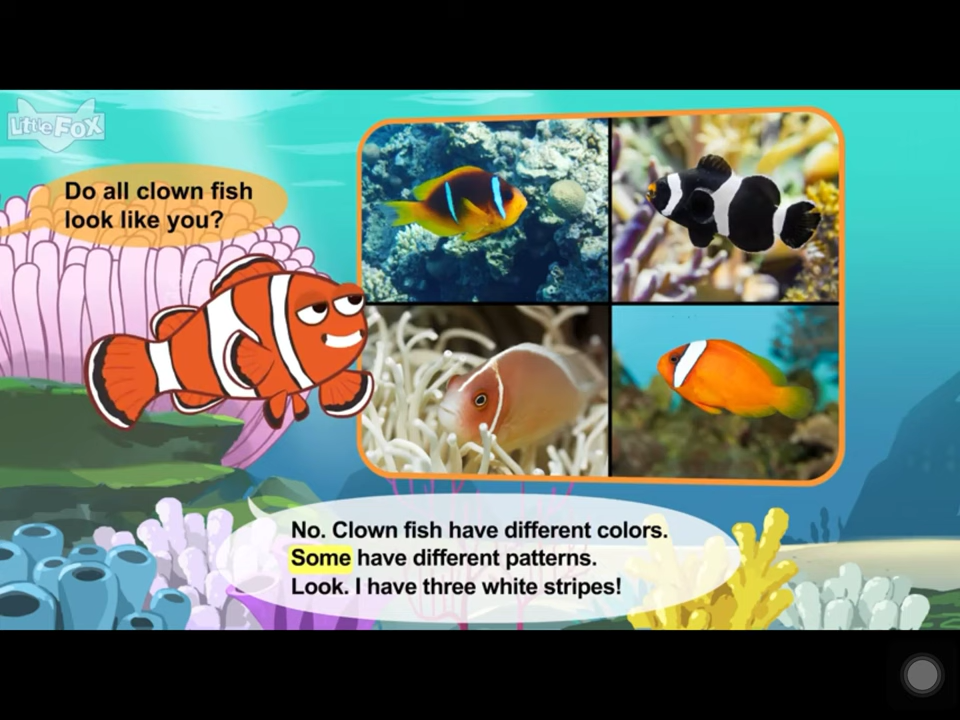 Little Fox
Do all clown fish
look like you?
No. Clown fish have different colors.
Some have different patterns.
Look. I have three white stripes!